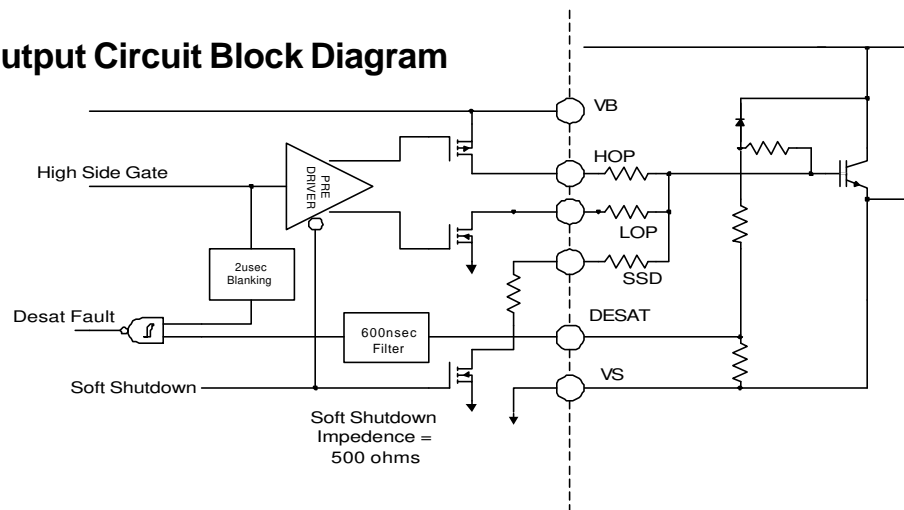 utput Circuit Block Diagram
VB
High Side Gate
PRE
DRIVER
HOP
LOP
2usec
Blanking
SSD
Desat Fault
600nsec
Filter
DESAT
Soft Shutdown
VS
Soft Shutdown
Impedence =
500 ohms